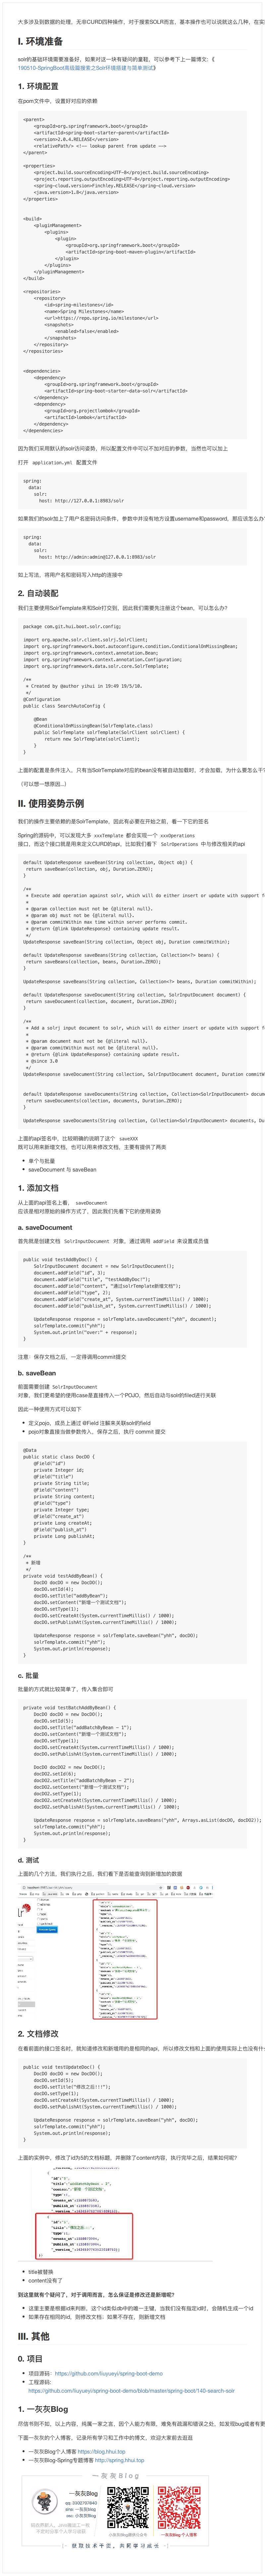 大多涉及到数据的处理，无非CURD四种操作，对于搜索SOLR而言，基本操作也可以说就这么几种，在实
I. 环境准备
solr的基础环境需要准备好，如果对这一块有疑问的童鞋，可以参考下上一篇博文:《
190510-SpringBoot高级篇搜索之Solr环境搭建与简单测试》
1. 环境配置
在pom文件中，设置好对应的依赖
<parent>
<groupId>org.springframework.boot</groupId>
<artifactId>spring-boot-starter-parent</artifactId>
<version>2.0.4.RELEASE</version>
<relativePath/> <!-- lookup parent from update -->
</parent>
<properties>
<project.build.sourceEncoding>UTF-8</project.build.sourceEncoding>
<project.reporting.outputEncoding>UTF-8</project.reporting.outputEncoding>
<spring-cloud.version>Finchley.RELEASE</spring-cloud.version>
<java.version>1.8</java.version>
</properties>
<build>
<pluginManagement>
<plugins>
<plugin>
<groupId>org.springframework.boot</groupId>
<artifactId>spring-boot-maven-plugin</artifactId>
</plugin>
</plugins>
</pluginManagement>
</build>
<repositories>
<repository>
<id>spring-milestones</id>
<name>Spring Milestones</name>
<url>https://repo.spring.io/milestone</url>
<snapshots>
<enabled>false</enabled>
</snapshots>
</repository>
</repositories>
<dependencies>
<dependency>
<groupId>org.springframework.boot</groupId>
<artifactId>spring-boot-starter-data-solr</artifactId>
</dependency>
<dependency>
<groupId>org.projectlombok</groupId>
<artifactId>lombok</artifactId>
</dependency>
</dependencies>
因为我们采用默认的solr访问姿势，所以配置文件中可以不加对应的参数，当然也可以加上
打开 application.yml 配置文件
spring:
data:
solr:
host: http://127.0.0.1:8983/solr
如果我们的solr加上了用户名密码访问条件，参数中并没有地方设置username和password，那应该怎么办
spring:
data:
solr:
host: http://admin:admin@127.0.0.1:8983/solr
如上写法，将用户名和密码写入http的连接中
2. 自动装配
我们主要使用SolrTemplate来和Solr打交到，因此我们需要先注册这个bean，可以怎么办?
package com.git.hui.boot.solr.config;
import org.apache.solr.client.solrj.SolrClient;
import org.springframework.boot.autoconfigure.condition.ConditionalOnMissingBean;
import org.springframework.context.annotation.Bean;
import org.springframework.context.annotation.Configuration;
import org.springframework.data.solr.core.SolrTemplate;
/**
* Created by @author yihui in 19:49 19/5/10.
*/
@Configuration
public class SearchAutoConfig {
@Bean
@ConditionalOnMissingBean(SolrTemplate.class)
public SolrTemplate solrTemplate(SolrClient solrClient) {
return new SolrTemplate(solrClient);
}
}
上面的配置是条件注入，只有当SolrTemplate对应的bean没有被自动加载时，才会加载，为什么要怎么干
（可以想一想原因...）
II. 使用姿势示例
我们的操作主要依赖的是SolrTemplate，因此有必要在开始之前，看一下它的签名
Spring的源码中，可以发现大多 xxxTemplate 都会实现一个 xxxOperations
接口，而这个接口就是用来定义CURD的api，比如我们看下 SolrOperations 中与修改相关的api
default UpdateResponse saveBean(String collection, Object obj) {
return saveBean(collection, obj, Duration.ZERO);
}
/**
* Execute add operation against solr, which will do either insert or update with support f
*
* @param collection must not be {@literal null}.
* @param obj must not be {@literal null}.
* @param commitWithin max time within server performs commit.
* @return {@link UpdateResponse} containing update result.
*/
UpdateResponse saveBean(String collection, Object obj, Duration commitWithin);
default UpdateResponse saveBeans(String collection, Collection<?> beans) {
return saveBeans(collection, beans, Duration.ZERO);
}
UpdateResponse saveBeans(String collection, Collection<?> beans, Duration commitWithin);
default UpdateResponse saveDocument(String collection, SolrInputDocument document) {
return saveDocument(collection, document, Duration.ZERO);
}
/**
* Add a solrj input document to solr, which will do either insert or update with support f
*
* @param document must not be {@literal null}.
* @param commitWithin must not be {@literal null}.
* @return {@link UpdateResponse} containing update result.
* @since 3.0
*/
UpdateResponse saveDocument(String collection, SolrInputDocument document, Duration commitW
default UpdateResponse saveDocuments(String collection, Collection<SolrInputDocument> docum
return saveDocuments(collection, documents, Duration.ZERO);
}
UpdateResponse saveDocuments(String collection, Collection<SolrInputDocument> documents, Du
上面的api签名中，比较明确的说明了这个 saveXXX
既可以用来新增文档，也可以用来修改文档，主要有提供了两类
单个与批量
saveDocument 与 saveBean
1. 添加文档
从上面的api签名上看， saveDocument
应该是相对原始的操作方式了，因此我们先看下它的使用姿势
a. saveDocument
首先就是创建文档 SolrInputDocument 对象，通过调用 addField 来设置成员值
public void testAddByDoc() {
SolrInputDocument document = new SolrInputDocument();
document.addField("id", 3);
document.addField("title", "testAddByDoc!");
document.addField("content", "通过solrTemplate新增文档");
document.addField("type", 2);
document.addField("create_at", System.currentTimeMillis() / 1000);
document.addField("publish_at", System.currentTimeMillis() / 1000);
UpdateResponse response = solrTemplate.saveDocument("yhh", document);
solrTemplate.commit("yhh");
System.out.println("over:" + response);
}
注意：保存文档之后，一定得调用commit提交
b. saveBean
前面需要创建 SolrInputDocument
对象，我们更希望的使用case是直接传入一个POJO，然后自动与solr的filed进行关联
因此一种使用方式可以如下
定义pojo，成员上通过 @Field 注解来关联solr的field
pojo对象直接当做参数传入，保存之后，执行 commit 提交
@Data
public static class DocDO {
@Field("id")
private Integer id;
@Field("title")
private String title;
@Field("content")
private String content;
@Field("type")
private Integer type;
@Field("create_at")
private Long createAt;
@Field("publish_at")
private Long publishAt;
}
/**
* 新增
*/
private void testAddByBean() {
DocDO docDO = new DocDO();
docDO.setId(4);
docDO.setTitle("addByBean");
docDO.setContent("新增一个测试文档");
docDO.setType(1);
docDO.setCreateAt(System.currentTimeMillis() / 1000);
docDO.setPublishAt(System.currentTimeMillis() / 1000);
UpdateResponse response = solrTemplate.saveBean("yhh", docDO);
solrTemplate.commit("yhh");
System.out.println(response);
}
c. 批量
批量的方式就比较简单了，传入集合即可
private void testBatchAddByBean() {
DocDO docDO = new DocDO();
docDO.setId(5);
docDO.setTitle("addBatchByBean - 1");
docDO.setContent("新增一个测试文档");
docDO.setType(1);
docDO.setCreateAt(System.currentTimeMillis() / 1000);
docDO.setPublishAt(System.currentTimeMillis() / 1000);
DocDO docDO2 = new DocDO();
docDO2.setId(6);
docDO2.setTitle("addBatchByBean - 2");
docDO2.setContent("新增又一个测试文档");
docDO2.setType(1);
docDO2.setCreateAt(System.currentTimeMillis() / 1000);
docDO2.setPublishAt(System.currentTimeMillis() / 1000);
UpdateResponse response = solrTemplate.saveBeans("yhh", Arrays.asList(docDO, docDO2));
solrTemplate.commit("yhh");
System.out.println(response);
}
d. 测试
上面的几个方法，我们执行之后，我们看下是否能查询到新增加的数据
2. 文档修改
在看前面的接口签名时，就知道修改和新增用的是相同的api，所以修改文档和上面的使用实际上也没有什
public void testUpdateDoc() {
DocDO docDO = new DocDO();
docDO.setId(5);
docDO.setTitle("修改之后!!!");
docDO.setType(1);
docDO.setCreateAt(System.currentTimeMillis() / 1000);
docDO.setPublishAt(System.currentTimeMillis() / 1000);
UpdateResponse response = solrTemplate.saveBean("yhh", docDO);
solrTemplate.commit("yhh");
System.out.println(response);
}
上面的实例中，修改了id为5的文档标题，并删除了content内容，执行完毕之后，结果如何呢?
title被替换
content没有了
到这里就有个疑问了，对于调用而言，怎么保证是修改还是新增呢?
这里主要是根据id来判断，这个id类似db中的唯一主键，当我们没有指定id时，会随机生成一个id
如果存在相同的id，则修改文档；如果不存在，则新增文档
III. 其他
0. 项目
项目源码：https://github.com/liuyueyi/spring-boot-demo
工程源码:
https://github.com/liuyueyi/spring-boot-demo/blob/master/spring-boot/140-search-solr
1. 一灰灰Blog
尽信书则不如，以上内容，纯属一家之言，因个人能力有限，难免有疏漏和错误之处，如发现bug或者有更
下面一灰灰的个人博客，记录所有学习和工作中的博文，欢迎大家前去逛逛
一灰灰Blog个人博客 https://blog.hhui.top
一灰灰Blog-Spring专题博客 http://spring.hhui.top
一灰灰Blog
一灰灰Blog
QQ: 3302797840
一灰灰Blog 个人博客
获取技术干货，共同学习成长